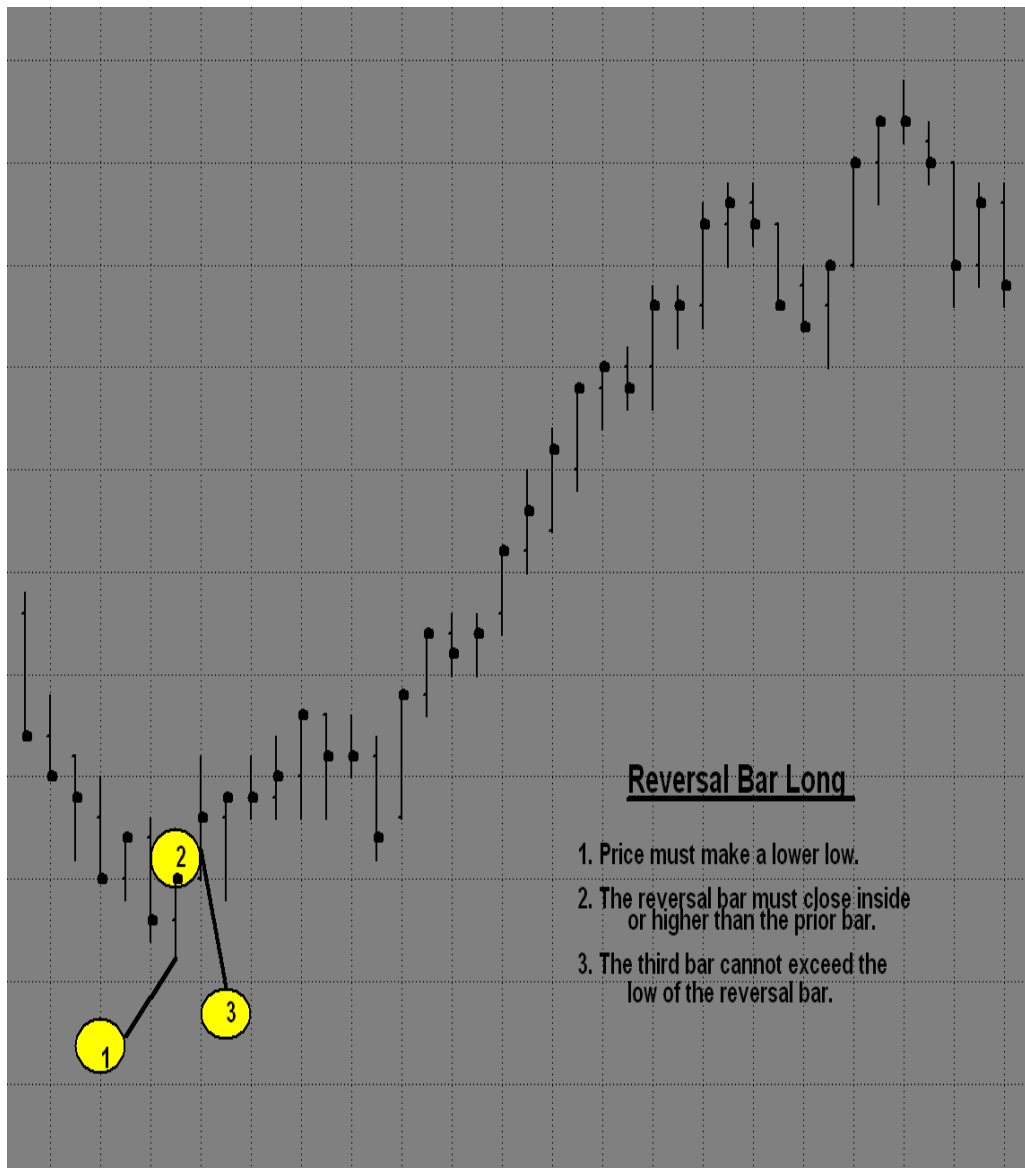 Reversal Bar Long
1. Price must make a lower low.
2
2. The reversal bar must close inside
or higher than the prior bar.
3. The third bar cannot exceed the
low of the reversal bar.
3
1